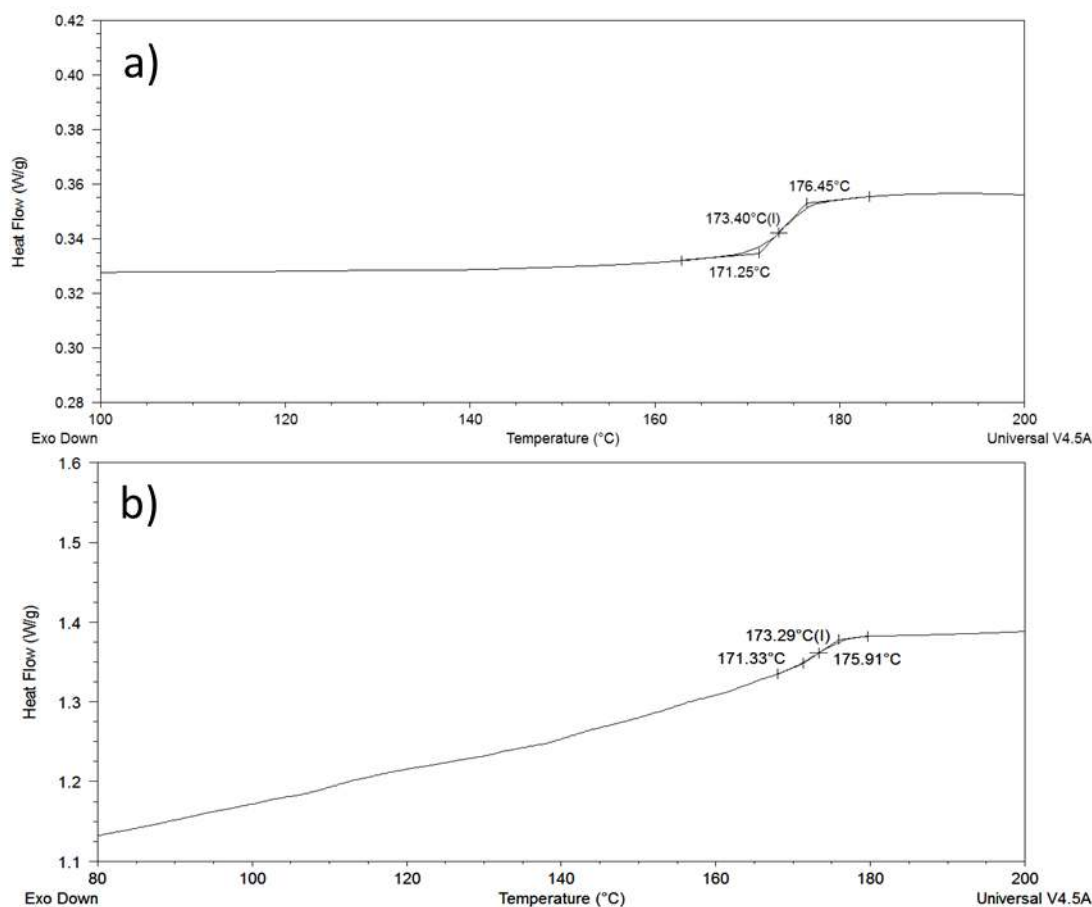 a)
0.42
0.40
0.38
0.36
0.34
0.32
0.30
0.28
Heat Flow (W/g)
176.45°C
173.40°C(I)
171.25°C
100 120 140 160 180 200
Exo Down Temperature (°C) Universal V4.5A
b)
1.6
1.5
1.4
1.3
1.2
1.1
Heat Flow (W/g)
173.29°C(I)
171.33°C 175.91°C
80 100 120 140 160 180 200
Exo Down Temperature (°C) Universal V4.5A